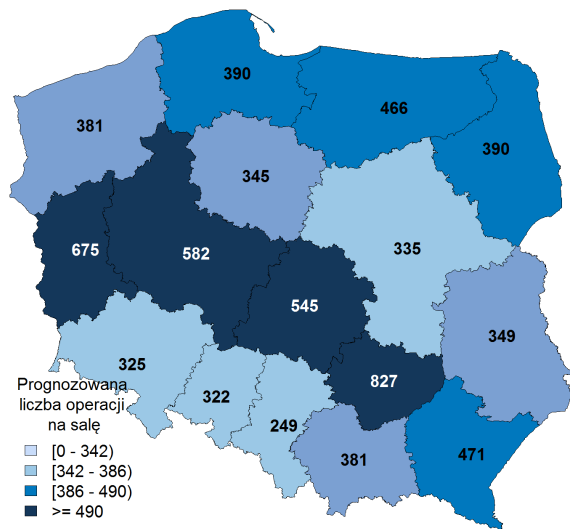 390
466
381
390
345
335
675
582
545
349
325
827
322
249
381
471
Prognozowana
liczba operacji
na salę
[0 - 342)
[342 - 386)
[386 - 490)
>= 490